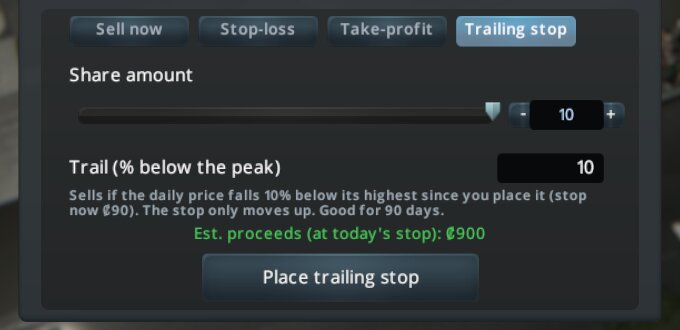 Sell now Stop-loss Take-profit Trailing stop
Share amount
- 10 +
Trail (% below the peak) 10
Sells if the daily price falls 10% below its highest since you place it (stop
now ₡90). The stop only moves up. Good for 90 days.
Est. proceeds (at today's stop): ₡900
Place trailing stop